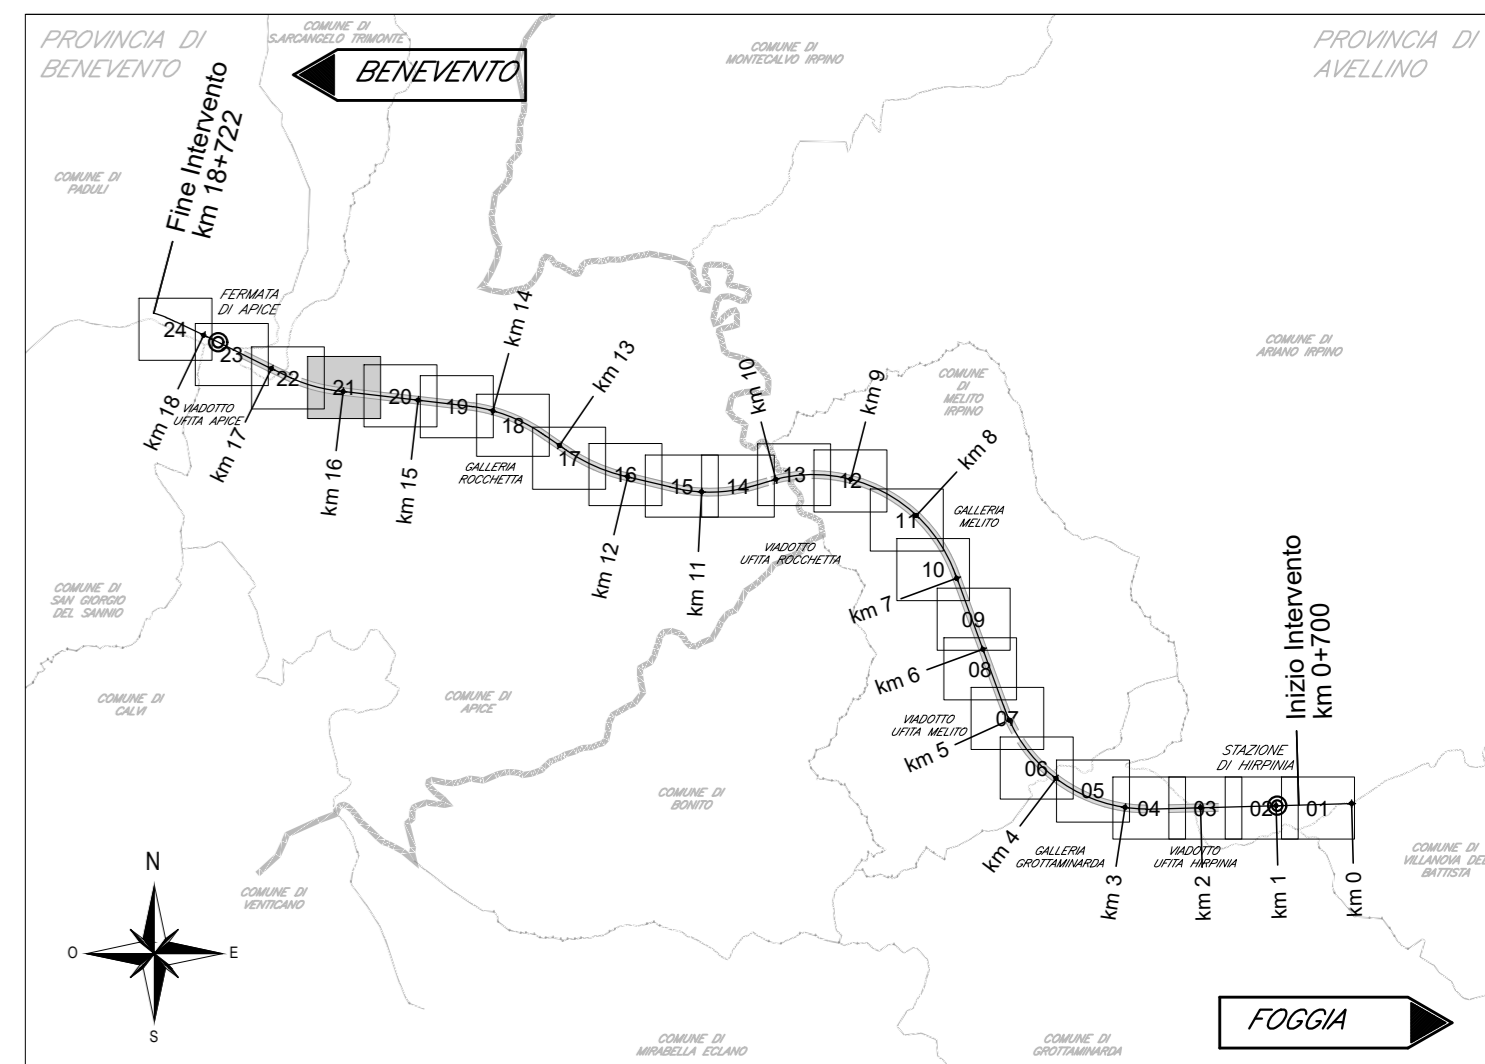 PROVINCIA DI
BENEVENTO
COMUNE DI
S.ARCANGELO TRIMONTE
BENEVENTO
COMUNE DI
MONTECALVO IRPINO
PROVINCIA DI
AVELLINO
Fine Intervento
km 18+722
COMUNE DI
PADULI
FERMATA
DI APICE
24
23
22
21
20
19
18
17
16
15
14
13
12
11
10
09
08
07
06
05
04
03
02
01
VIADOTTO
UFITA APICE
km 18
km 17
km 16
km 15
km 14
km 13
km 12
km 11
km 10
km 9
km 8
km 7
km 6
km 5
km 4
km 3
km 2
km 1
km 0
GALLERIA
ROCCHETTA
COMUNE
DI
MELITO
IRPINO
COMUNE DI
ARIANO IRPINO
GALLERIA
MELITO
VIADOTTO
UFITA ROCCHETTA
Inizio Intervento
km 0+700
COMUNE DI
SAN GIORGIO
DEL SANNIO
COMUNE DI
CALVI
COMUNE DI
APICE
VIADOTTO
UFITA MELITO
STAZIONE
DI HIRPINIA
COMUNE DI
BONITO
GALLERIA
GROTTAMINARDA
VIADOTTO
UFITA HIRPINIA
COMUNE DI
VILLANOVA DEL
BATTISTA
COMUNE DI
VENTICANO
N
O
E
S
FOGGIA
COMUNE DI
MIRABELLA ECLANO
COMUNE DI
GROTTAMINARDA